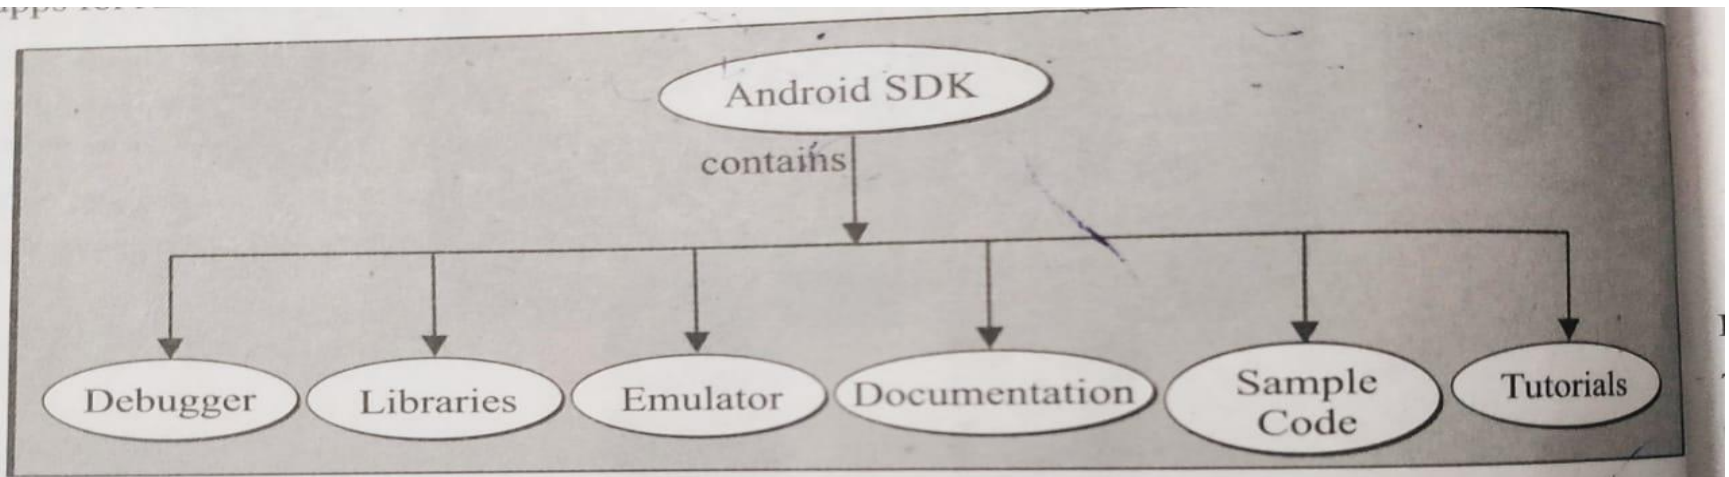 Android SDK
contains
Debugger
Libraries
Emulator
Documentation
Sample
Code
Tutorials